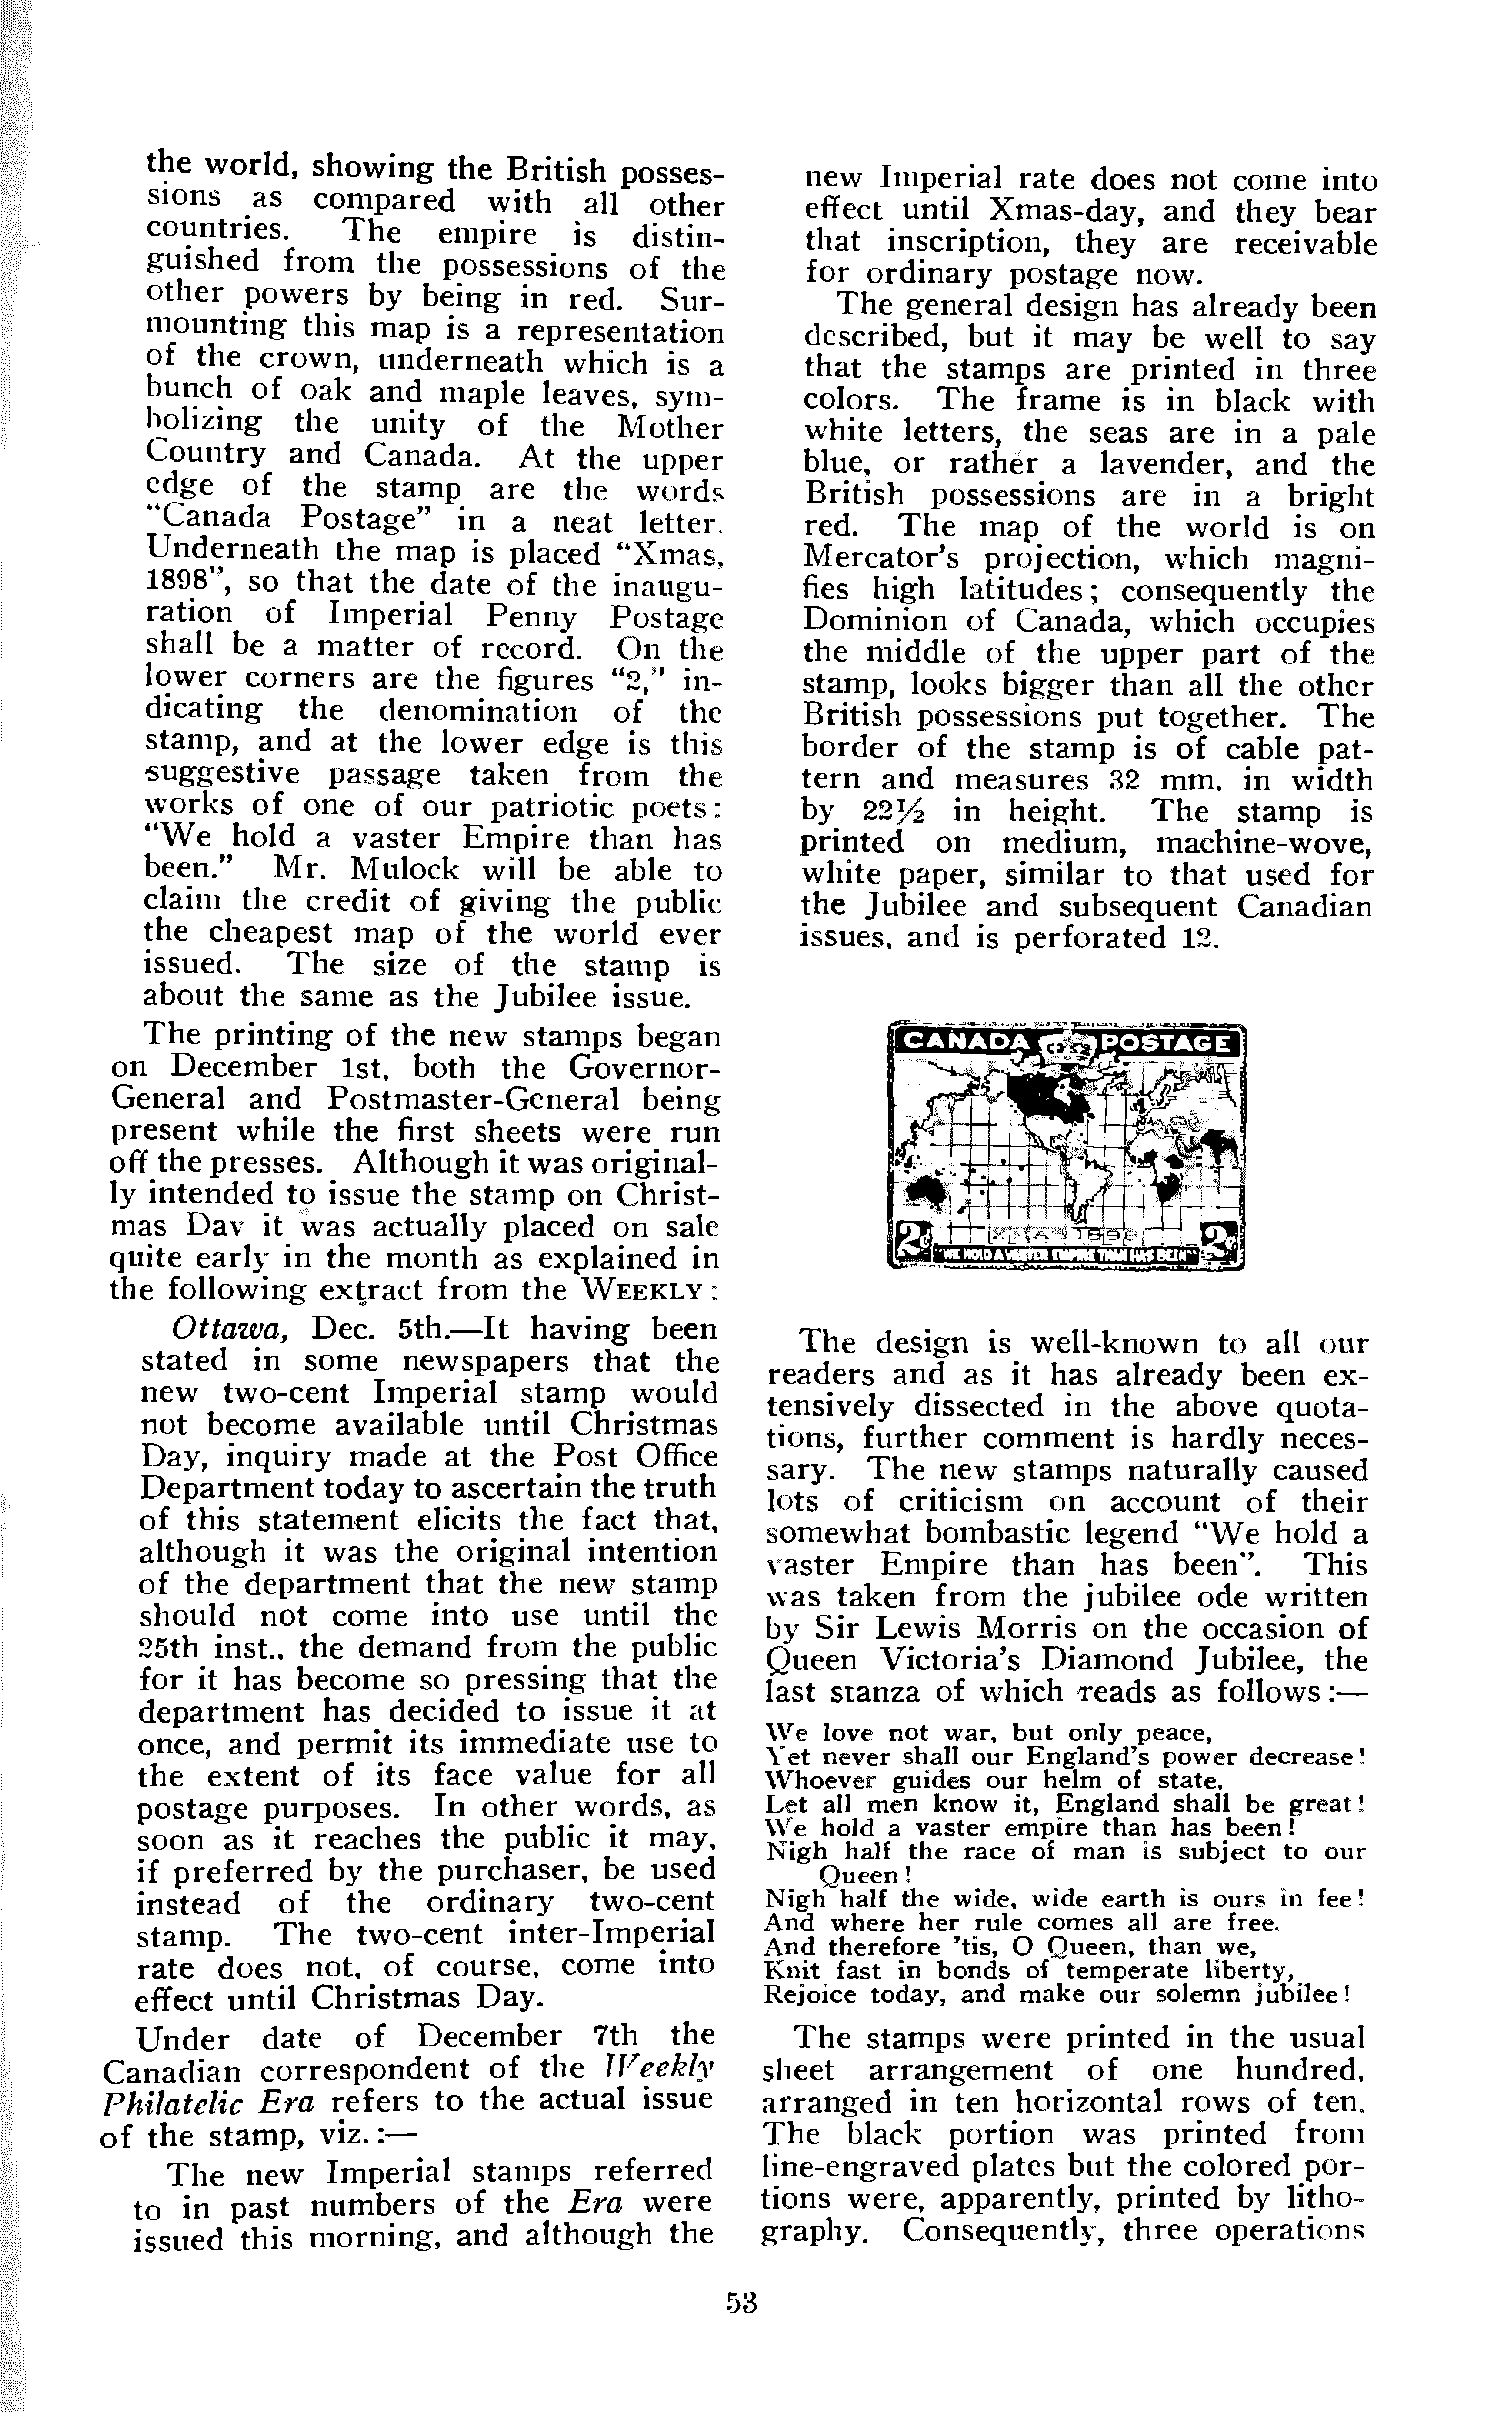 the world, showing the British posses-
sions as compared with all other
countries. The empire is distin-
guished from the possessions of the
other powers by being in red. Sur-
mounting this map is a representation
of the crown, underneath which is a
bunch of oak and maple leaves, sym-
bolizing the unity of the Mother
Country and Canada. At the upper
edge of the stamp are the words
“Canada Postage” in a neat letter.
Underneath the map is placed “Xmas,
1898”, so that the date of the inaugu-
ration of Imperial Penny Postage
shall be a matter of record. On the
lower corners are the figures “2,” in-
dicating the denomination of the
stamp, and at the lower edge is this
suggestive passage taken from the
works of one of our patriotic poets:
“We hold a vaster Empire than has
been.” Mr. Mulock will be able to
claim the credit of giving the public
the cheapest map of the world ever
issued. The size of the stamp is
about the same as the Jubilee issue.
The printing of the new stamps began
on December 1st, both the Governor-
General and Postmaster-General being
present while the first sheets were run
off the presses. Although it was original-
ly intended to issue the stamp on Christ-
mas Day it was actually placed on sale
quite early in the month as explained in
the following extract from the WEEKLY:
Ottawa, Dec. 5th.—It having been
stated in some newspapers that the
new two-cent Imperial stamp would
not become available until Christmas
Day, inquiry made at the Post Office
Department today to ascertain the truth
of this statement elicits the fact that,
although it was the original intention
of the department that the new stamp
should not come into use until the
25th inst., the demand from the public
for it has become so pressing that the
department has decided to issue it at
once, and permit its immediate use to
the extent of its face value for all
postage purposes. In other words, as
soon as it reaches the public it may,
if preferred by the purchaser, be used
instead of the ordinary two-cent
stamp. The two-cent inter-Imperial
rate does not, of course, come into
effect until Christmas Day.
Under date of December 7th the
Canadian correspondent of the Weekly
Philatelic Era refers to the actual issue
of the stamp, viz.:—
The new Imperial stamps referred
to in past numbers of the Era were
issued this morning, and although the
new Imperial rate does not come into
effect until Xmas-day, and they bear
that inscription, they are receivable
for ordinary postage now.
The general design has already been
described, but it may be well to say
that the stamps are printed in three
colors. The frame is in black with
white letters, the seas are in a pale
blue, or rather a lavender, and the
British possessions are in a bright
red. The map of the world is on
Mercator’s projection, which magni-
fies high latitudes; consequently the
Dominion of Canada, which occupies
the middle of the upper part of the
stamp, looks bigger than all the other
British possessions put together. The
border of the stamp is of cable pat-
tern and measures 32 mm. in width
by 22½ in height. The stamp is
printed on medium, machine-wove,
white paper, similar to that used for
the Jubilee and subsequent Canadian
issues, and is perforated 12.
CANADA POSTAGE
XMAS 1898
2c 2c
"WE HOLD A VASTER EMPIRE THAN HAS BEEN"
The design is well-known to all our
readers and as it has already been ex-
tensively dissected in the above quota-
tions, further comment is hardly neces-
sary. The new stamps naturally caused
lots of criticism on account of their
somewhat bombastic legend “We hold a
vaster Empire than has been”. This
was taken from the jubilee ode written
by Sir Lewis Morris on the occasion of
Queen Victoria’s Diamond Jubilee, the
last stanza of which reads as follows:—
We love not war, but only peace,
Yet never shall our England’s power decrease!
Whoever guides our helm of state,
Let all men know it, England shall be great!
We hold a vaster empire than has been!
Nigh half the race of man is subject to our
Queen!
Nigh half the wide, wide earth is ours in fee!
And where her rule comes all are free.
And therefore ’tis, O Queen, than we,
Knit fast in bonds of temperate liberty,
Rejoice today, and make our solemn jubilee!
The stamps were printed in the usual
sheet arrangement of one hundred,
arranged in ten horizontal rows of ten.
The black portion was printed from
line-engraved plates but the colored por-
tions were, apparently, printed by litho-
graphy. Consequently, three operations
53